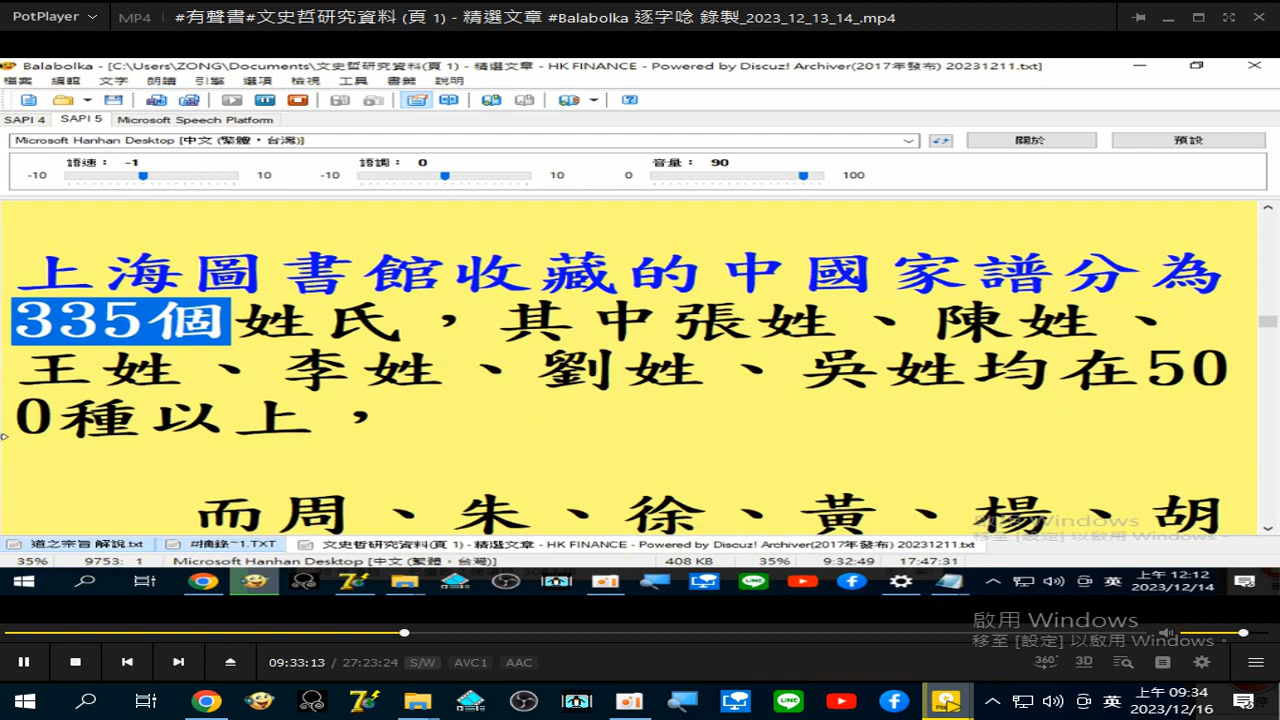 PotPlayer MP4 #有聲書#文史哲研究資料 (頁 1) - 精選文章 #Balabolka 逐字唸 錄製_2023_12_13_14_.mp4
Balabolka - [C:\Users\ZONG\Documents\文史哲研究資料(頁 1) - 精選文章 - HK FINANCE - Powered by Discuz! Archiver(2017年發布) 20231211.txt]
檔案 編輯 文字 朗讀 引擎 選項 檢視 工具 書籤 說明
SAPI 4 SAPI 5 Microsoft Speech Platform
Microsoft Hanhan Desktop [中文 (繁體，台灣)] 關於 預設
語速： -1 語調： 0 音量： 90
-10 10 -10 10 0 100
上海圖書館收藏的中國家譜分為
335個姓氏，其中張姓、陳姓、
王姓、李姓、劉姓、吳姓均在50
0種以上，
而周、朱、徐、黃、楊、胡
啟用 Windows
移至 [設定] 以啟用 Windows。
道之宗旨 解說.txt #摘錄~1.TXT 文史哲研究資料(頁 1) - 精選文章 - HK FINANCE - Powered by Discuz! Archiver(2017年發布) 20231211.txt
35% 9753: 1 Microsoft Hanhan Desktop [中文 (繁體，台灣)] 408 KB 35% 9:32:49 17:47:31
英 上午 12:12
2023/12/14
啟用 Windows
移至 [設定] 以啟用 Windows。
09:33:13 / 27:23:24 S/W AVC1 AAC 360° 3D
英 上午 09:34
2023/12/16